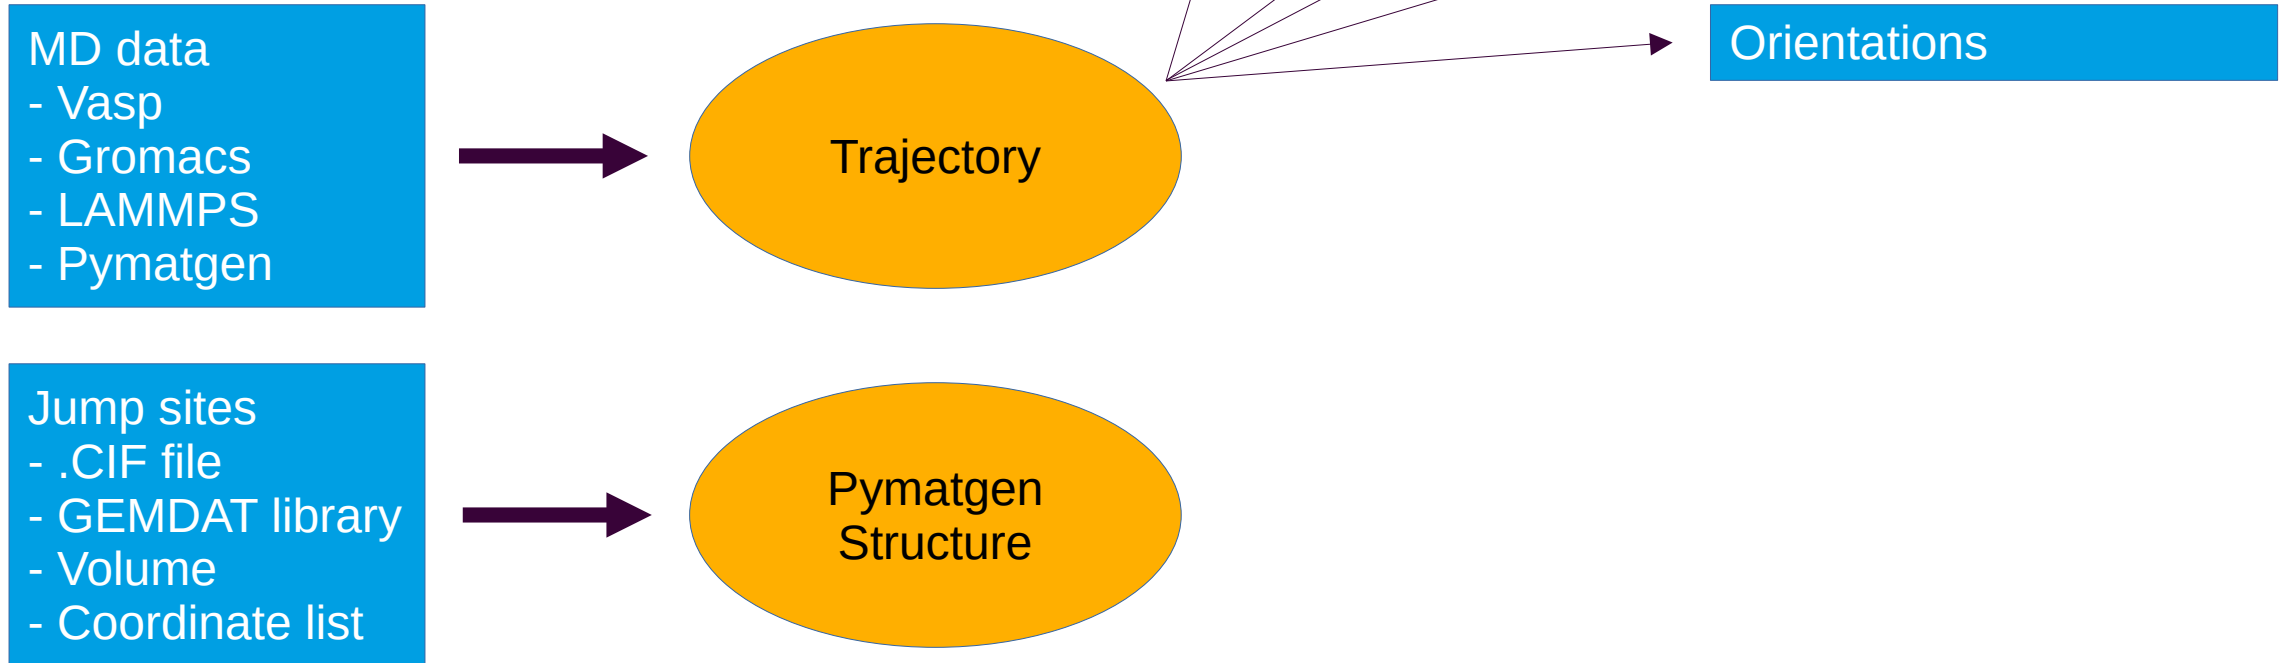 MD data
- Vasp
- Gromacs
- LAMMPS
- Pymatgen
Trajectory
Orientations
Jump sites
- .CIF file
- GEMDAT library
- Volume
- Coordinate list
Pymatgen
Structure